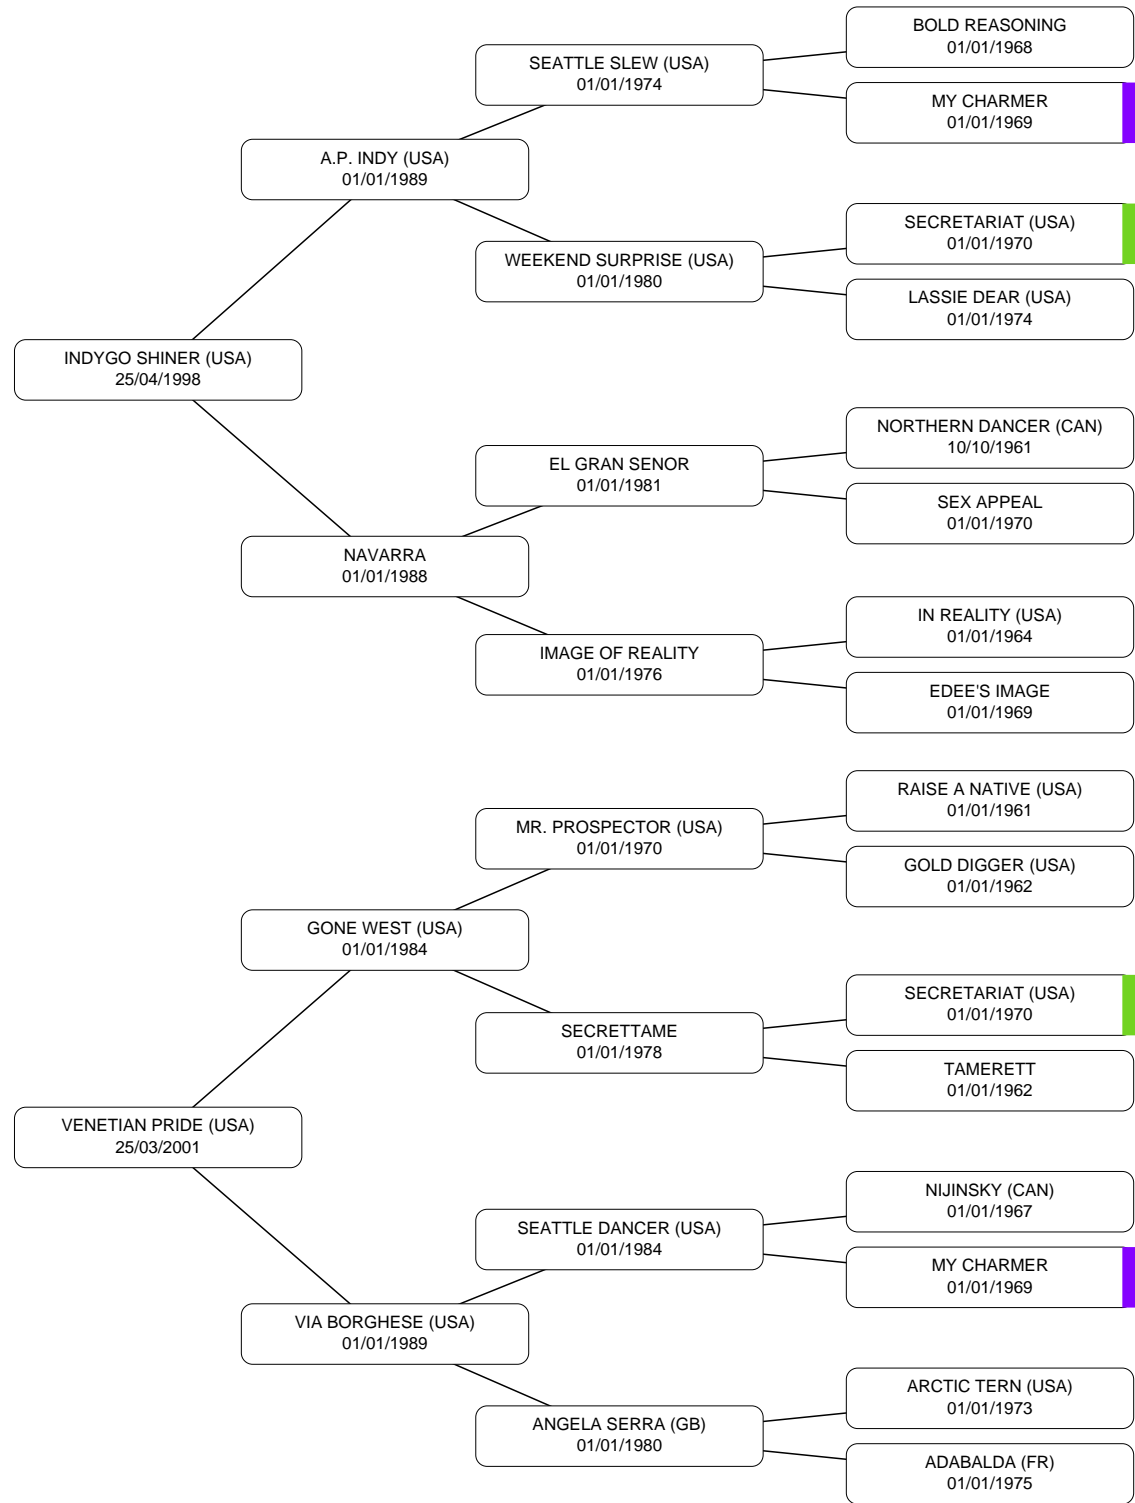 BOLD REASONING
01/01/1968
SEATTLE SLEW (USA)
01/01/1974
MY CHARMER
01/01/1969
A.P. INDY (USA)
01/01/1989
SECRETARIAT (USA)
01/01/1970
WEEKEND SURPRISE (USA)
01/01/1980
LASSIE DEAR (USA)
01/01/1974
INDYGO SHINER (USA)
25/04/1998
NORTHERN DANCER (CAN)
10/10/1961
EL GRAN SENOR
01/01/1981
SEX APPEAL
01/01/1970
NAVARRA
01/01/1988
IN REALITY (USA)
01/01/1964
IMAGE OF REALITY
01/01/1976
EDEE'S IMAGE
01/01/1969
RAISE A NATIVE (USA)
01/01/1961
MR. PROSPECTOR (USA)
01/01/1970
GOLD DIGGER (USA)
01/01/1962
GONE WEST (USA)
01/01/1984
SECRETARIAT (USA)
01/01/1970
SECRETTAME
01/01/1978
TAMERETT
01/01/1962
VENETIAN PRIDE (USA)
25/03/2001
NIJINSKY (CAN)
01/01/1967
SEATTLE DANCER (USA)
01/01/1984
MY CHARMER
01/01/1969
VIA BORGHESE (USA)
01/01/1989
ARCTIC TERN (USA)
01/01/1973
ANGELA SERRA (GB)
01/01/1980
ADABALDA (FR)
01/01/1975